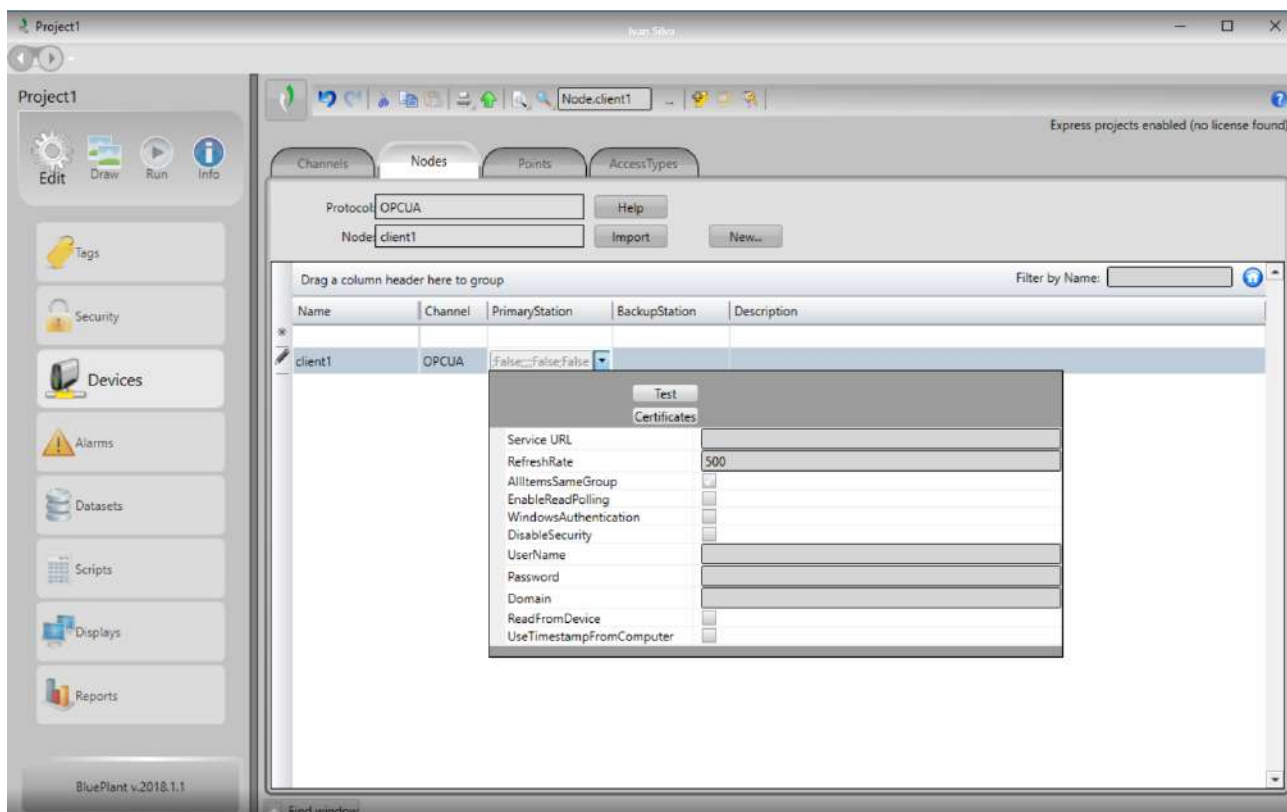 Project1
Ivan Silva
Project1
Edit Draw Run Info
Tags
Security
Devices
Alarms
Datasets
Scripts
Displays
Reports
BluePlant v.2018.1.1
Node.client1 ...
Express projects enabled (no license found)
Channels Nodes Points AccessTypes
Protocol: OPCUA Help
Node: client1 Import New...
Drag a column header here to group Filter by Name:
Name Channel PrimaryStation BackupStation Description
client1 OPCUA ;False;;;;False;False
Test
Certificates
Service URL
RefreshRate 500
AllItemsSameGroup
EnableReadPolling
WindowsAuthentication
DisableSecurity
UserName
Password
Domain
ReadFromDevice
UseTimestampFromComputer
Find window